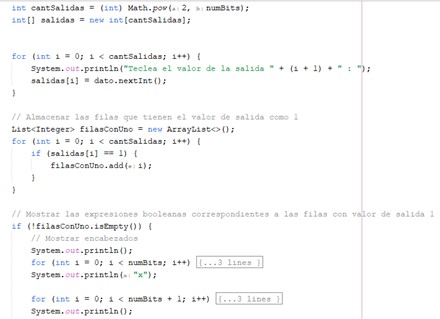 int cantSalidas = (int) Math.pow(a: 2, b: numBits);
int[] salidas = new int[cantSalidas];
for (int i = 0; i < cantSalidas; i++) {
System.out.println("Teclea el valor de la salida " + (i + 1) + " : ");
salidas[i] = dato.nextInt();
}
// Almacenar las filas que tienen el valor de salida como 1
List<Integer> filasConUno = new ArrayList<>();
for (int i = 0; i < cantSalidas; i++) {
if (salidas[i] == 1) {
filasConUno.add(e: i);
}
}
// Mostrar las expresiones booleanas correspondientes a las filas con valor de salida 1
if (!filasConUno.isEmpty()) {
// Mostrar encaberados
System.out.println();
for (int i = 0; i < numBits; i++) {...3 lines }
System.out.println(x: "x");
for (int i = 0; i < numBits + 1; i++) {...3 lines }
System.out.println();